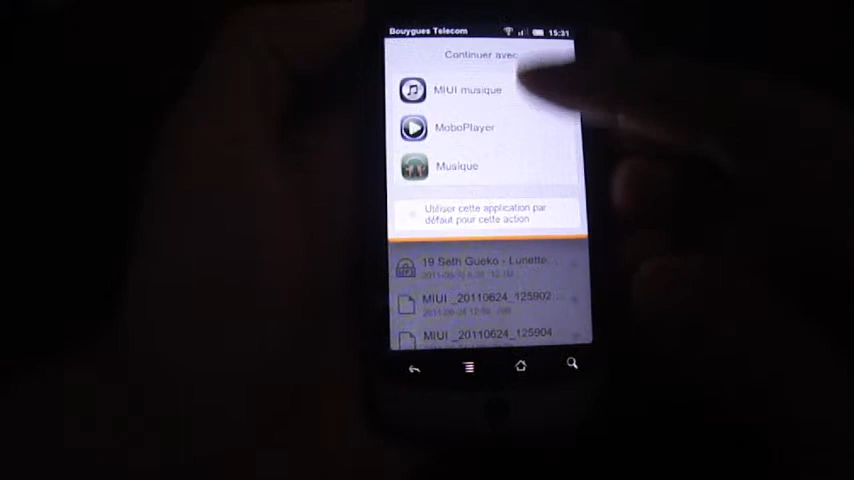 Bouygues Telecom 15:31
Continuer avec
MIUI musique
MoboPlayer
Musique
Utiliser cette application par
défaut pour cette action
19 Seth Gueko - Lunette...
MIUI _20110624_125902
MIUI _20110624_125904